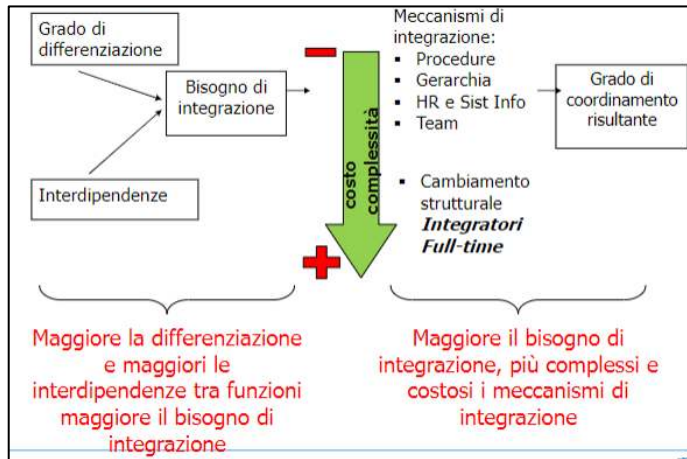 Grado di
differenziazione
Bisogno di
integrazione
Interdipendenze
costo
complessità
Meccanismi di
integrazione:
▪ Procedure
▪ Gerarchia
▪ HR e Sist Info
▪ Team
▪ Cambiamento
strutturale
Integratori
Full-time
Grado di
coordinamento
risultante
Maggiore la differenziazione
e maggiori le
interdipendenze tra funzioni
maggiore il bisogno di
integrazione
Maggiore il bisogno di
integrazione, più complessi e
costosi i meccanismi di
integrazione